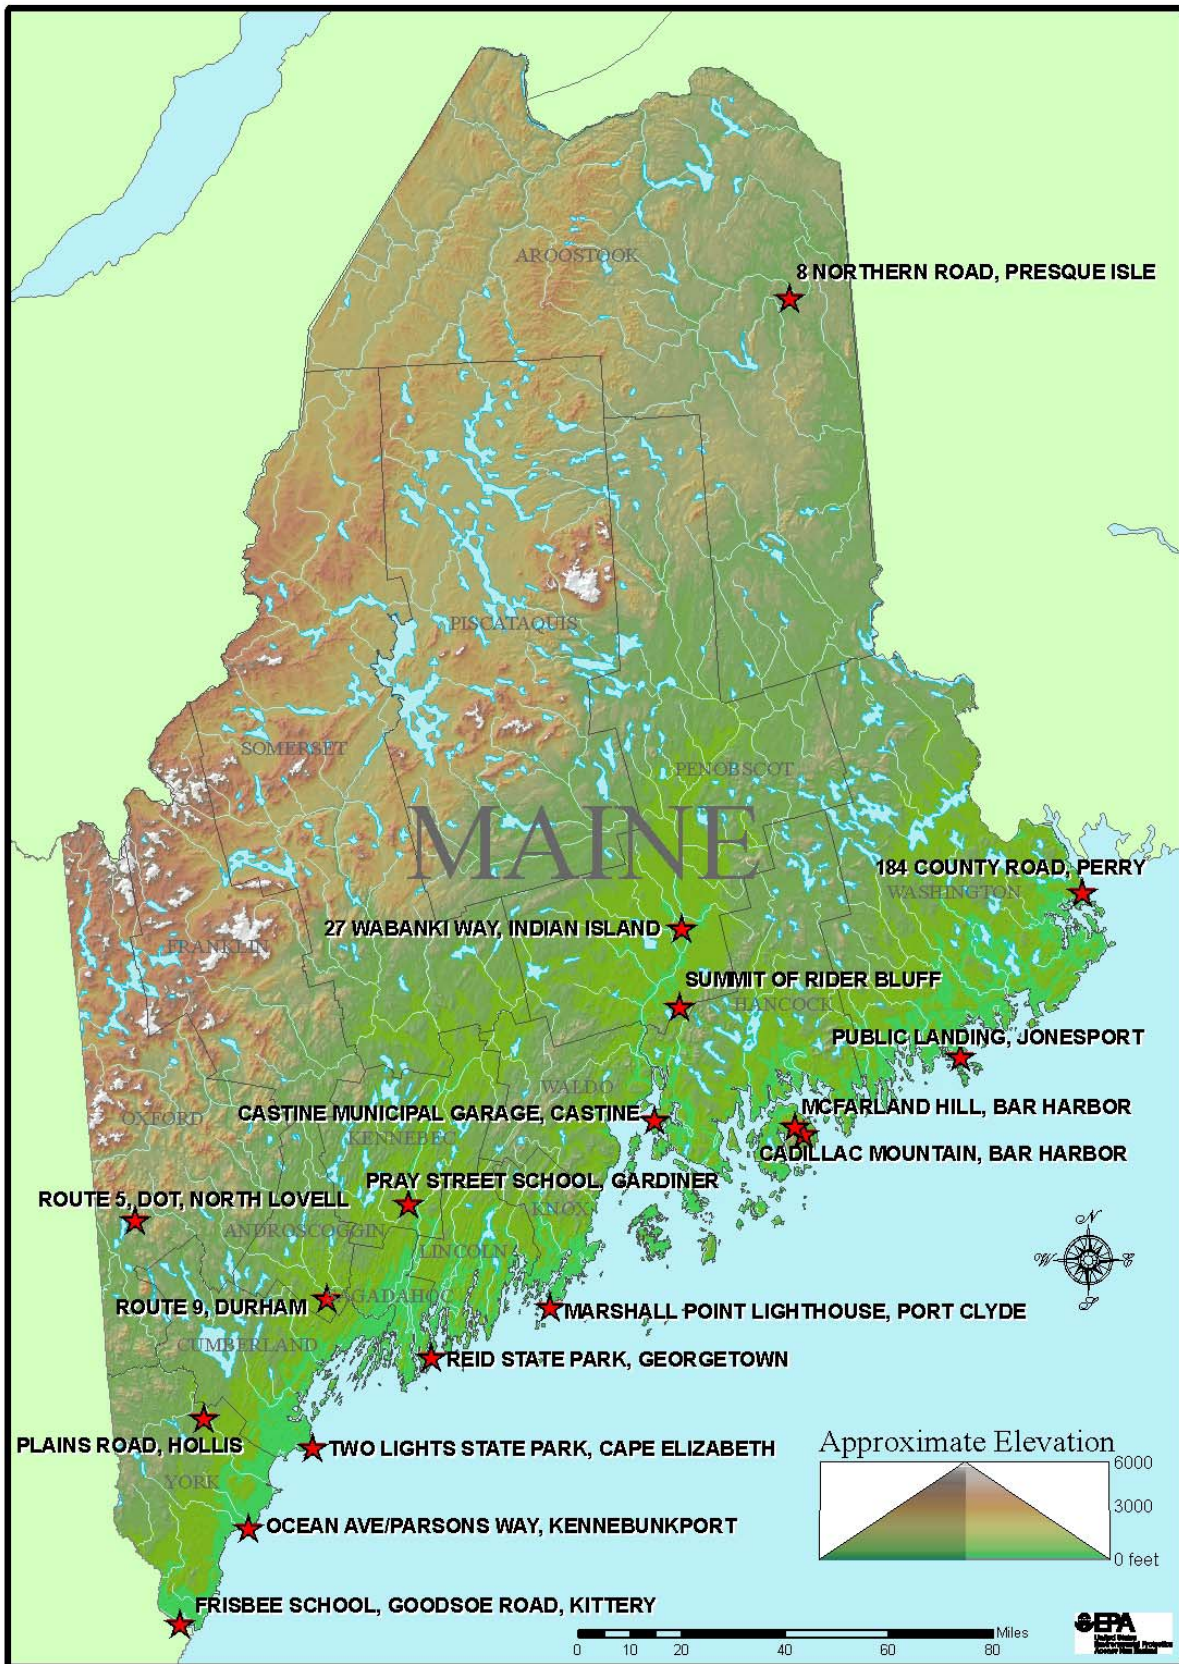 AROOSTOOK
8 NORTHERN ROAD, PRESQUE ISLE
PISCATAQUIS
SOMERSET
PENOBSCOT
MAINE
184 COUNTY ROAD, PERRY
WASHINGTON
27 WABANKI WAY, INDIAN ISLAND
FRANKLIN
SUMMIT OF RIDER BLUFF
HANCOCK
PUBLIC LANDING, JONESPORT
WALDO
OXFORD
CASTINE MUNICIPAL GARAGE, CASTINE
MCFARLAND HILL, BAR HARBOR
KENNEBEC
CADILLAC MOUNTAIN, BAR HARBOR
PRAY STREET SCHOOL, GARDINER
ROUTE 5, DOT, NORTH LOVELL
KNOX
ANDROSCOGGIN
LINCOLN
N
W
E
S
ROUTE 9, DURHAM
AGADAHOC
MARSHALL POINT LIGHTHOUSE, PORT CLYDE
CUMBERLAND
REID STATE PARK, GEORGETOWN
PLAINS ROAD, HOLLIS
TWO LIGHTS STATE PARK, CAPE ELIZABETH
Approximate Elevation
6000
3000
0 feet
YORK
OCEAN AVE/PARSONS WAY, KENNEBUNKPORT
FRISBEE SCHOOL, GOODSOE ROAD, KITTERY
Miles
0 10 20 40 60 80
EPA
United States